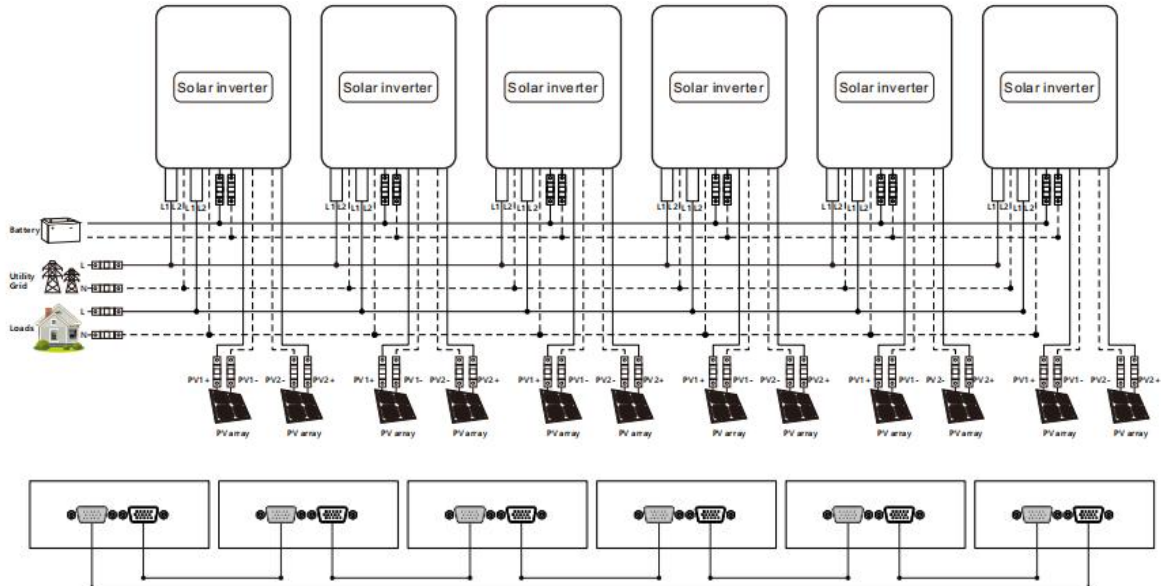 Solar inverter Solar inverter Solar inverter Solar inverter Solar inverter Solar inverter
L1 L2 L1 L2 L1 L2 L1 L2 L1 L2 L1 L2 L1 L2 L1 L2 L1 L2 L1 L2 L1 L2 L1 L2
Battery
L
Utility
Grid
N
L
Loads
N
PV1+ PV1- PV2- PV2+ PV1+ PV1- PV2- PV2+ PV1+ PV1- PV2- PV2+ PV1+ PV1- PV2- PV2+ PV1+ PV1- PV2- PV2+ PV1+ PV1- PV2- PV2+
PV array PV array PV array PV array PV array PV array PV array PV array PV array PV array PV array PV array